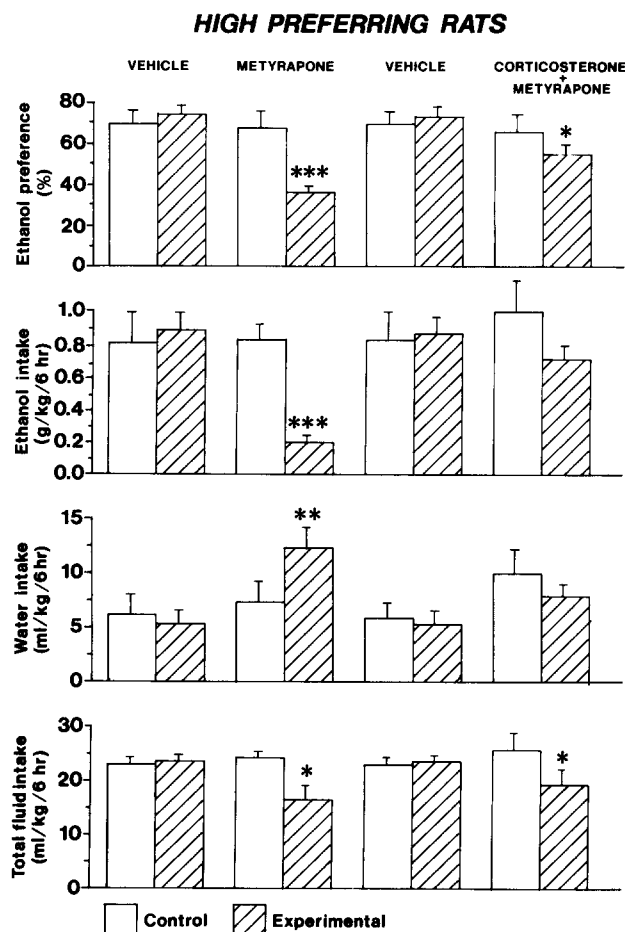 HIGH PREFERRING RATS
VEHICLE METYRAPONE VEHICLE CORTICOSTERONE
+
METYRAPONE
Ethanol preference
(%)
80
60
40
20
0
***
*
Ethanol intake
(g/kg/6 hr)
1.0
0.8
0.6
0.4
0.2
0.0
***
Water intake
(ml/kg/6hr)
15
10
5
0
**
Total fluid intake
(ml/kg/6 hr)
30
20
10
0
*
*
Control Experimental